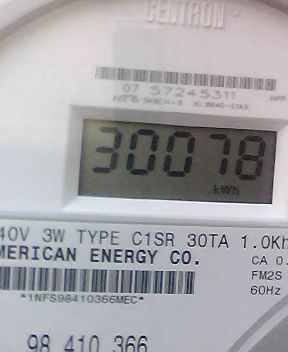 CENTRON
07 57245311
30078
kWh
40V 3W TYPE C1SR 30TA 1.0Kh
MERICAN ENERGY CO.
CA 0.
FM2S
*1NFS98410366MEC*
60Hz
98 410 366